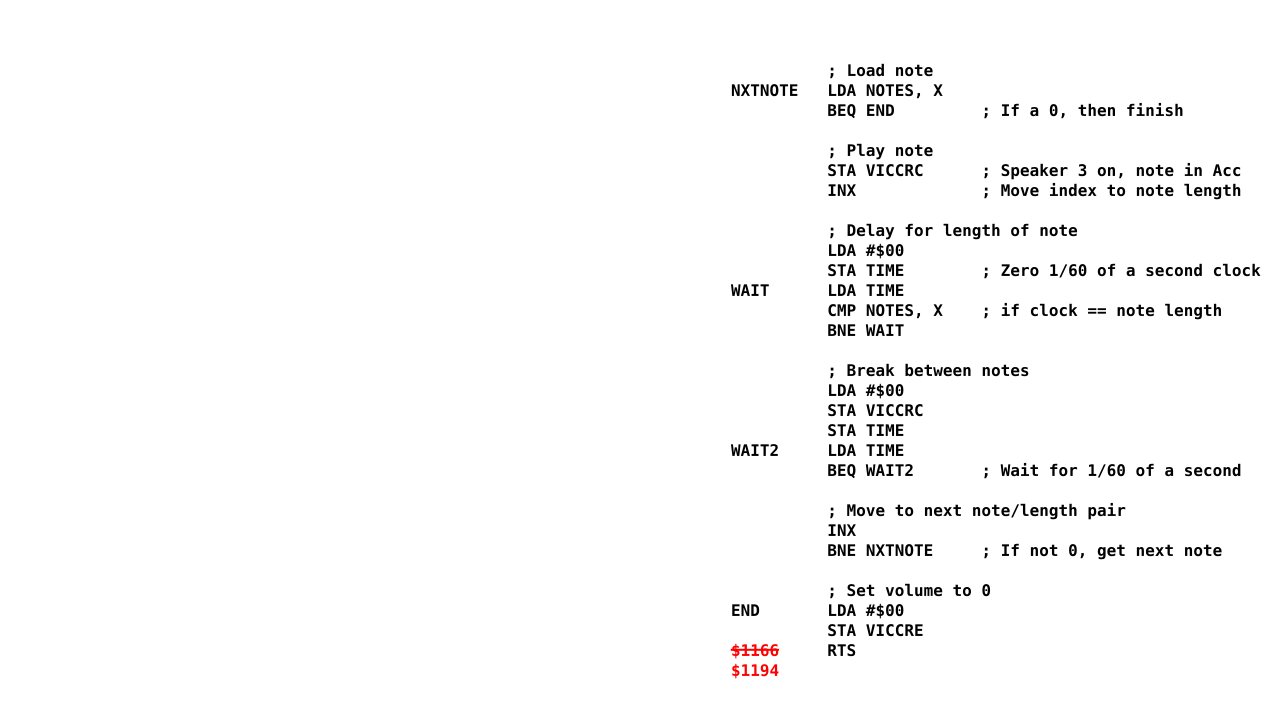 ; Load note
NXTNOTE   LDA NOTES, X
BEQ END         ; If a 0, then finish
; Play note
STA VICCRC      ; Speaker 3 on, note in Acc
INX             ; Move index to note length
; Delay for length of note
LDA #$00
STA TIME        ; Zero 1/60 of a second clock
WAIT      LDA TIME
CMP NOTES, X    ; if clock == note length
BNE WAIT
; Break between notes
LDA #$00
STA VICCRC
STA TIME
WAIT2     LDA TIME
BEQ WAIT2       ; Wait for 1/60 of a second
; Move to next note/length pair
INX
BNE NXTNOTE     ; If not 0, get next note
; Set volume to 0
END       LDA #$00
STA VICCRE
$1166     RTS
$1194